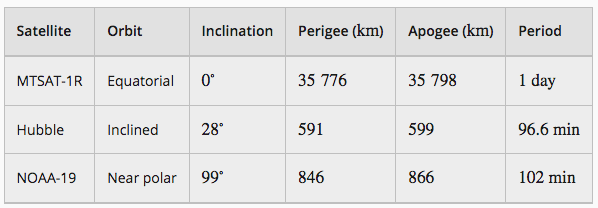 Satellite Orbit Inclination Perigee (km) Apogee (km) Period
MTSAT-1R Equatorial 0° 35 776 35 798 1 day
Hubble Inclined 28° 591 599 96.6 min
NOAA-19 Near polar 99° 846 866 102 min